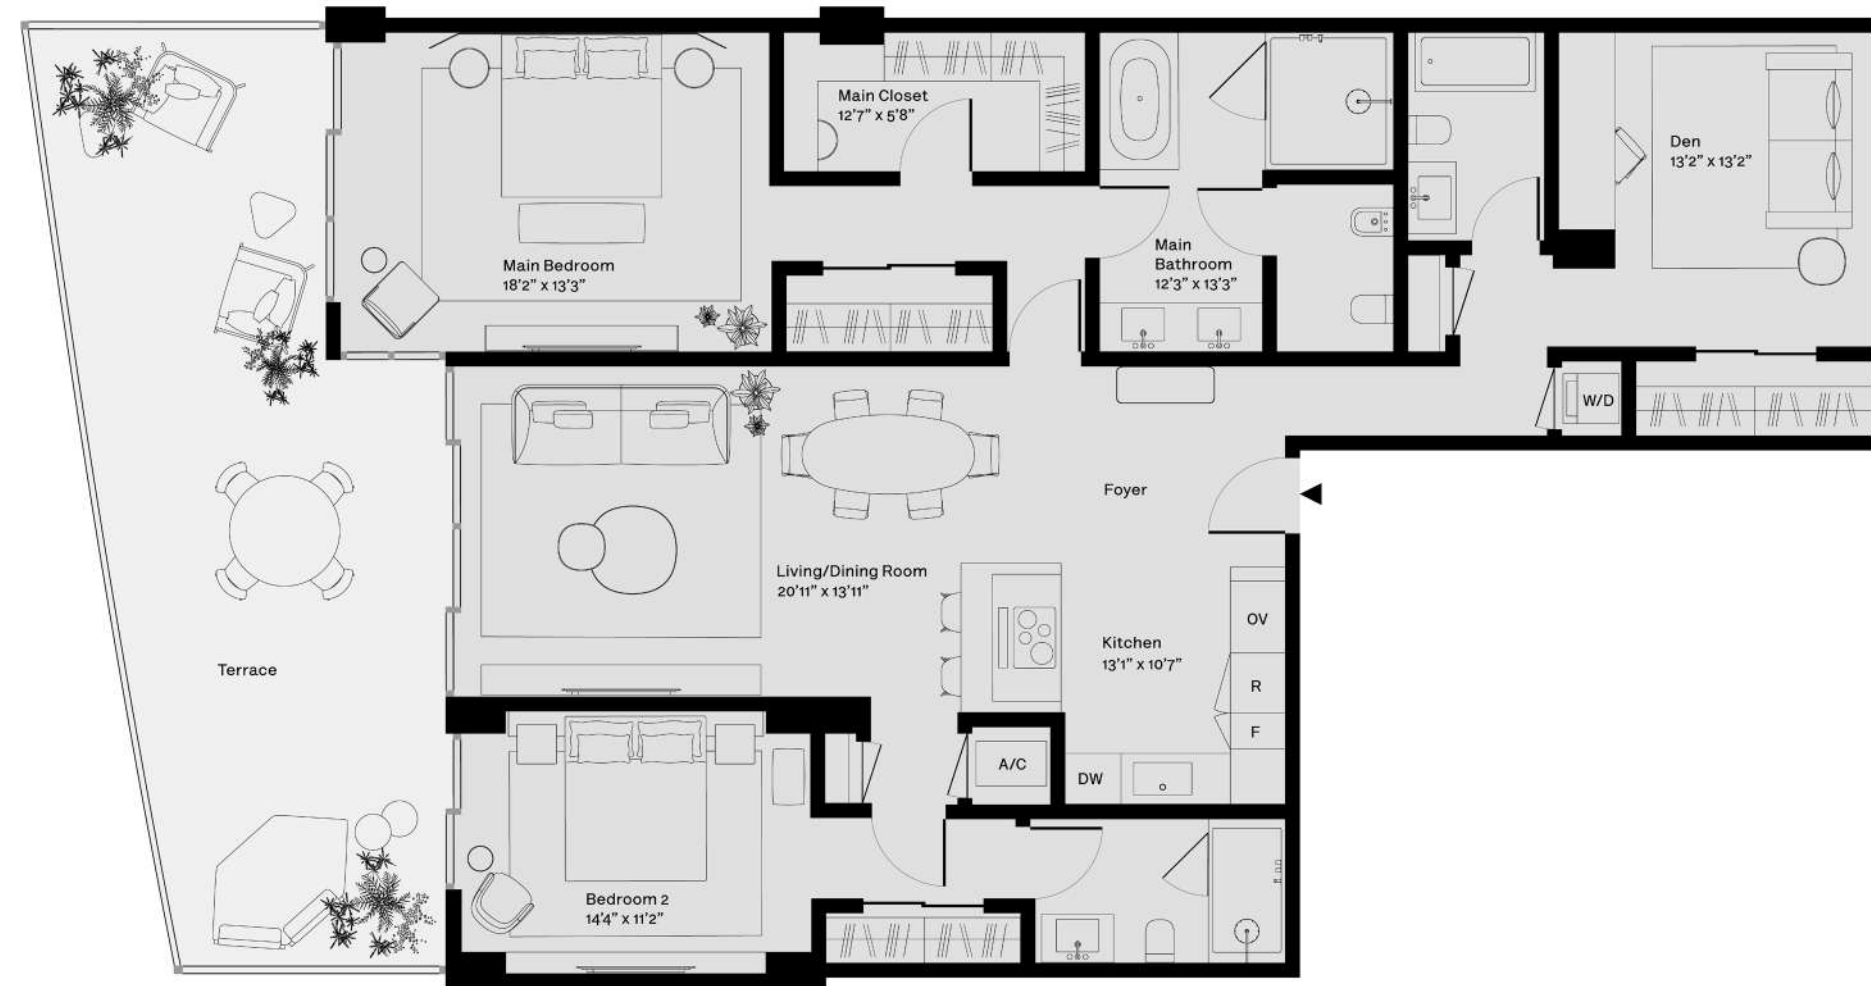 Main Closet
12'7” x 5'8”
Den
13'2” x 13'2”
Main Bedroom
18'2” x 13'3”
Main
Bathroom
12'3” x 13'3”
W/D
Foyer
Living/Dining Room
20'11” x 13'11”
OV
Kitchen
13'1” x 10'7”
Terrace
R
F
A/C
DW
Bedroom 2
14'4” x 11'2”